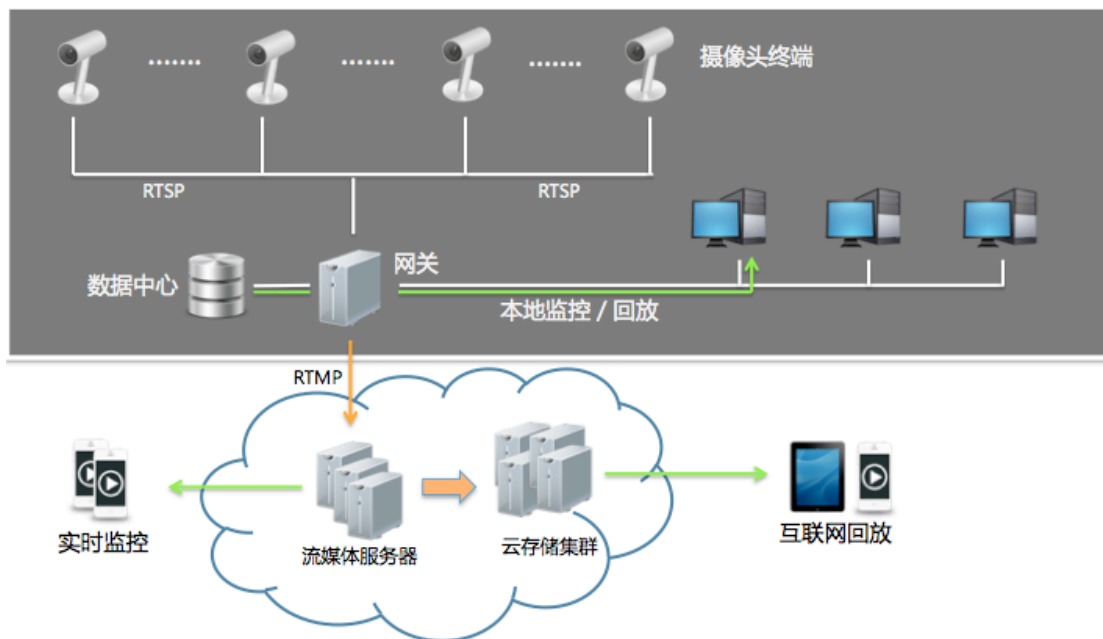 摄像头终端
RTSP
RTSP
网关
数据中心
本地监控 / 回放
RTMP
实时监控
流媒体服务器
云存储集群
互联网回放